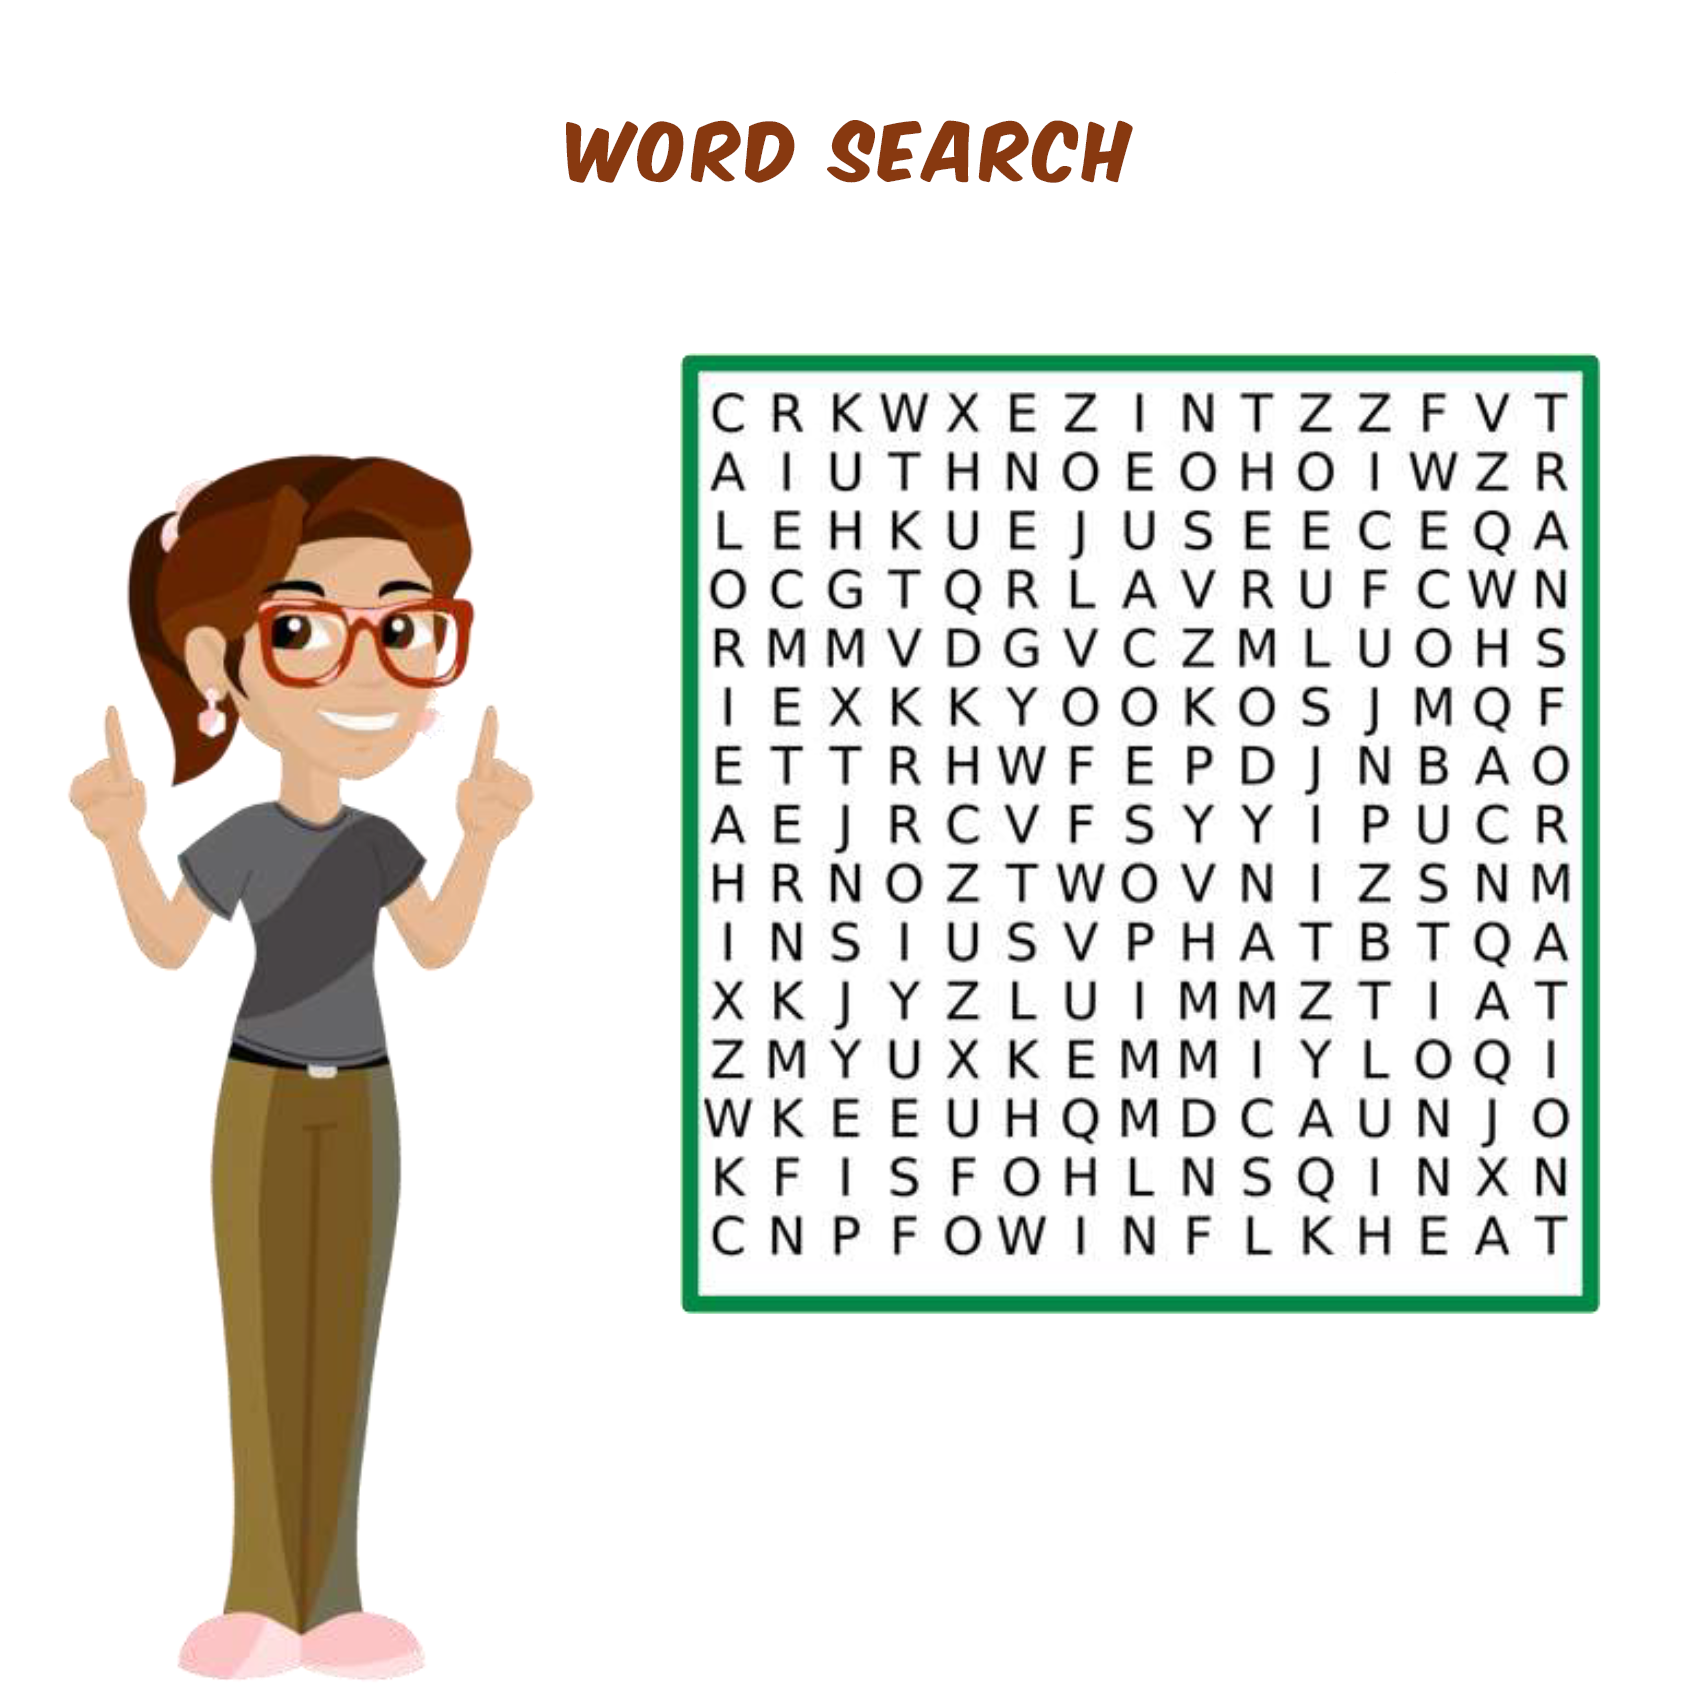 WORD SEARCH
C R K W X E Z I N T Z Z F V T
A I U T H N O E O H O I W Z R
L E H K U E J U S E E C E Q A
O C G T Q R L A V R U F C W N
R M M V D G V C Z M L U O H S
I E X K K Y O O K O S J M Q F
E T T R H W F E P D J N B A O
A E J R C V F S Y Y I P U C R
H R N O Z T W O V N I Z S N M
I N S I U S V P H A T B T Q A
X K J Y Z L U I M M Z T I A T
Z M Y U X K E M M I Y L O Q I
W K E E U H Q M D C A U N J O
K F I S F O H L N S Q I N X N
C N P F O W I N F L K H E A T